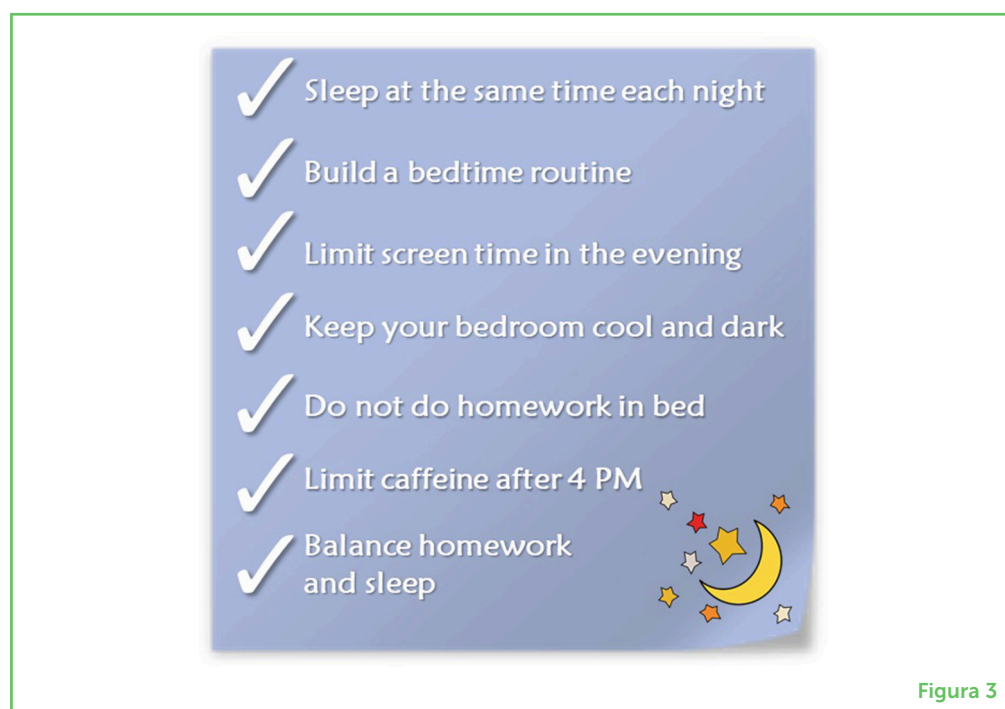 Sleep at the same time each night
Build a bedtime routine
Limit screen time in the evening
Keep your bedroom cool and dark
Do not do homework in bed
Limit caffeine after 4 PM
Balance homework
and sleep
Figura 3